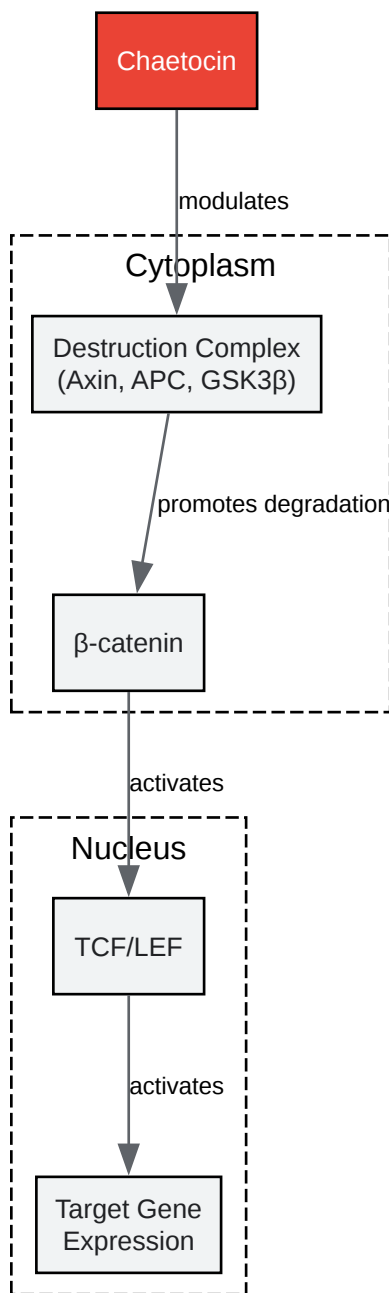 Chaetocin
modulates
Cytoplasm
Destruction Complex
(Axin, APC, GSK3β)
promotes degradation
β-catenin
activates
Nucleus
TCF/LEF
activates
Target Gene
Expression